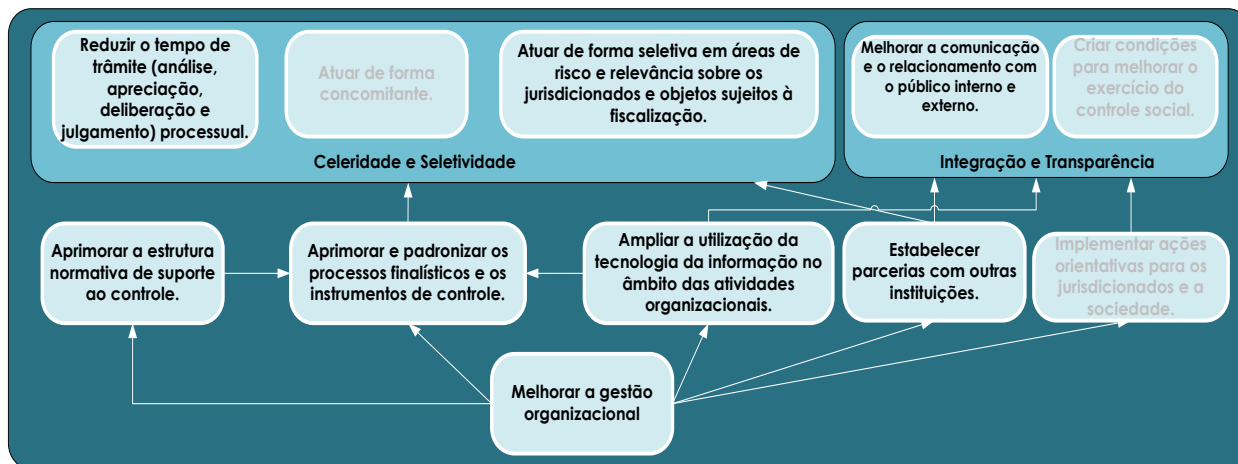 Reduzir o tempo de
trâmite (análise,
apreciação,
deliberação e
julgamento) processual.
Atuar de forma
concomitante.
Atuar de forma seletiva em áreas de
risco e relevância sobre os
jurisdicionados e objetos sujeitos à
fiscalização.
Celeridade e Seletividade
Melhorar a comunicação
e o relacionamento com
o público interno e
externo.
Criar condições
para melhorar o
exercício do
controle social.
Integração e Transparência
Aprimorar a estrutura
normativa de suporte
ao controle.
Aprimorar e padronizar os
processos finalísticos e os
instrumentos de controle.
Ampliar a utilização da
tecnologia da informação no
âmbito das atividades
organizacionais.
Estabelecer
parcerias com outras
instituições.
Implementar ações
orientativas para os
jurisdicionados e a
sociedade.
Melhorar a gestão
organizacional